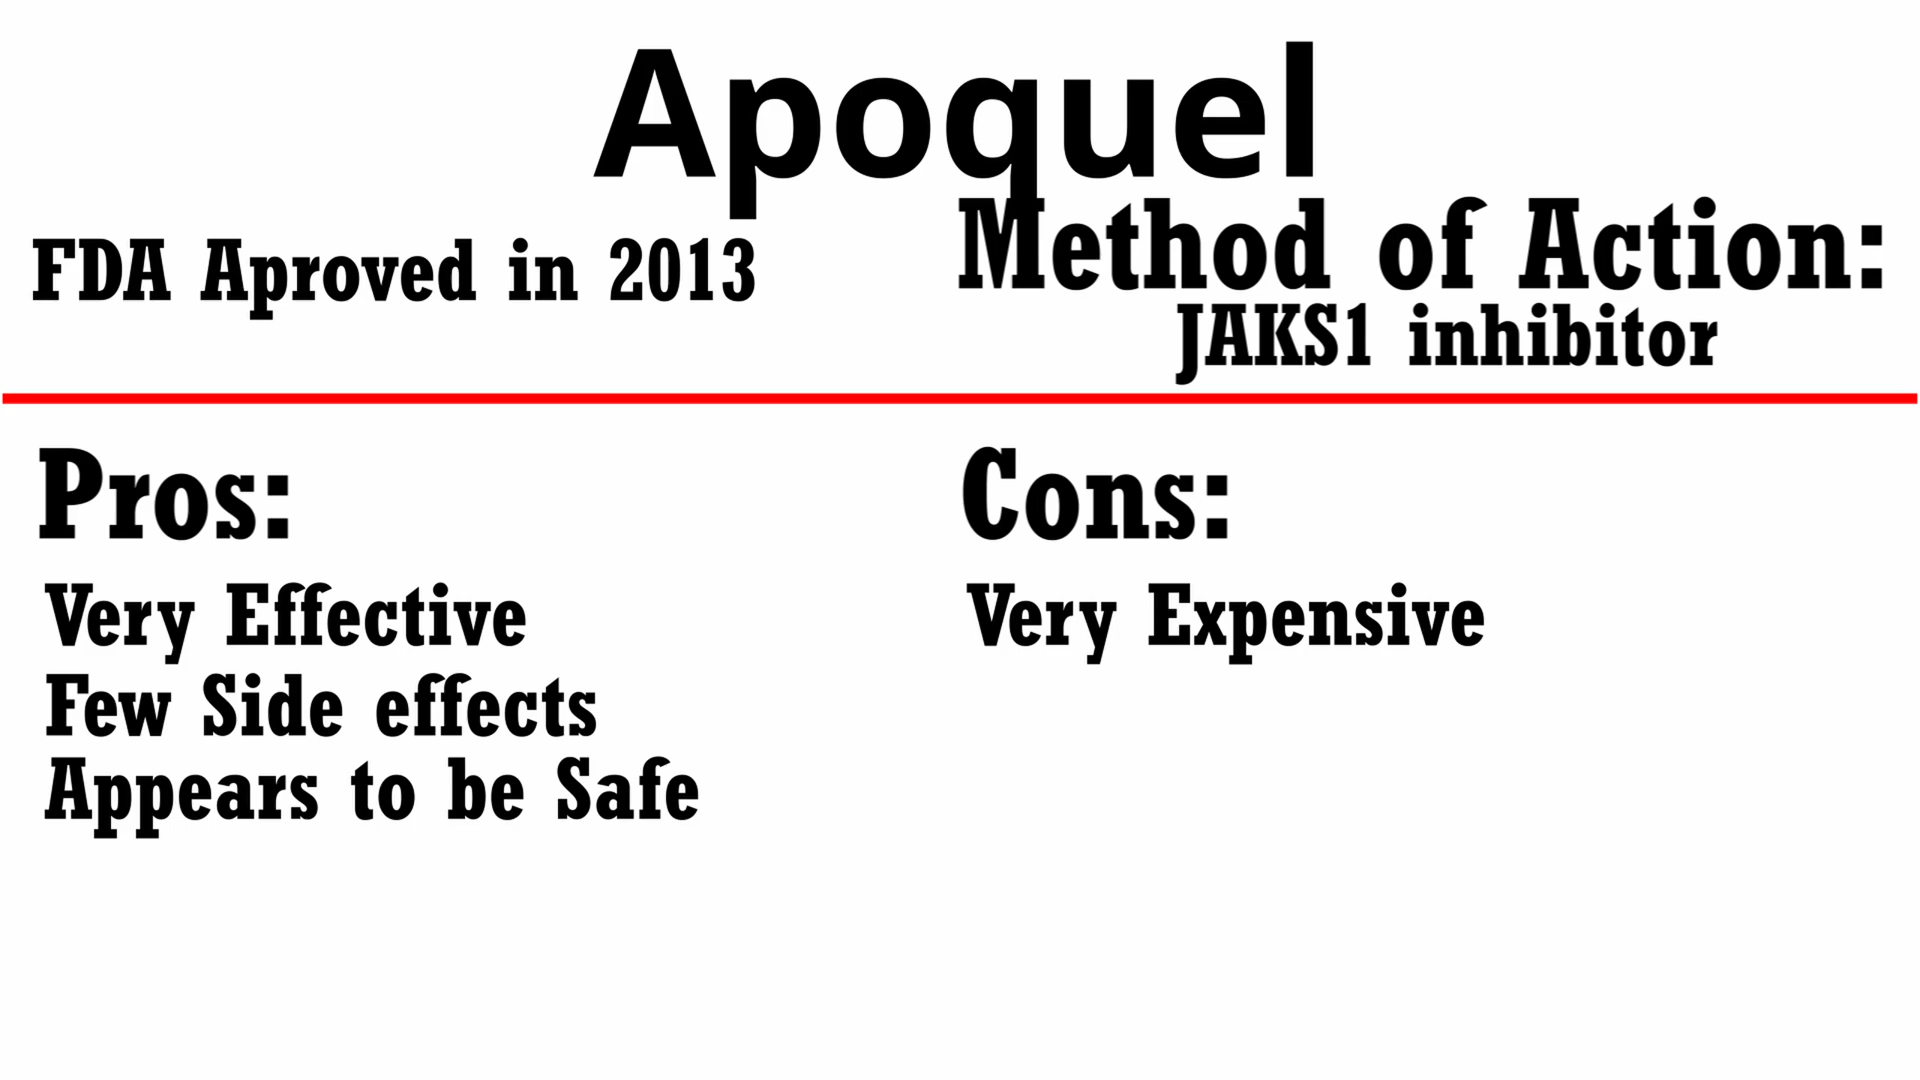 Apoquel
FDA Aproved in 2013
Method of Action:
JAKS1 inhibitor
Pros:
Very Effective
Few Side effects
Appears to be Safe
Cons:
Very Expensive